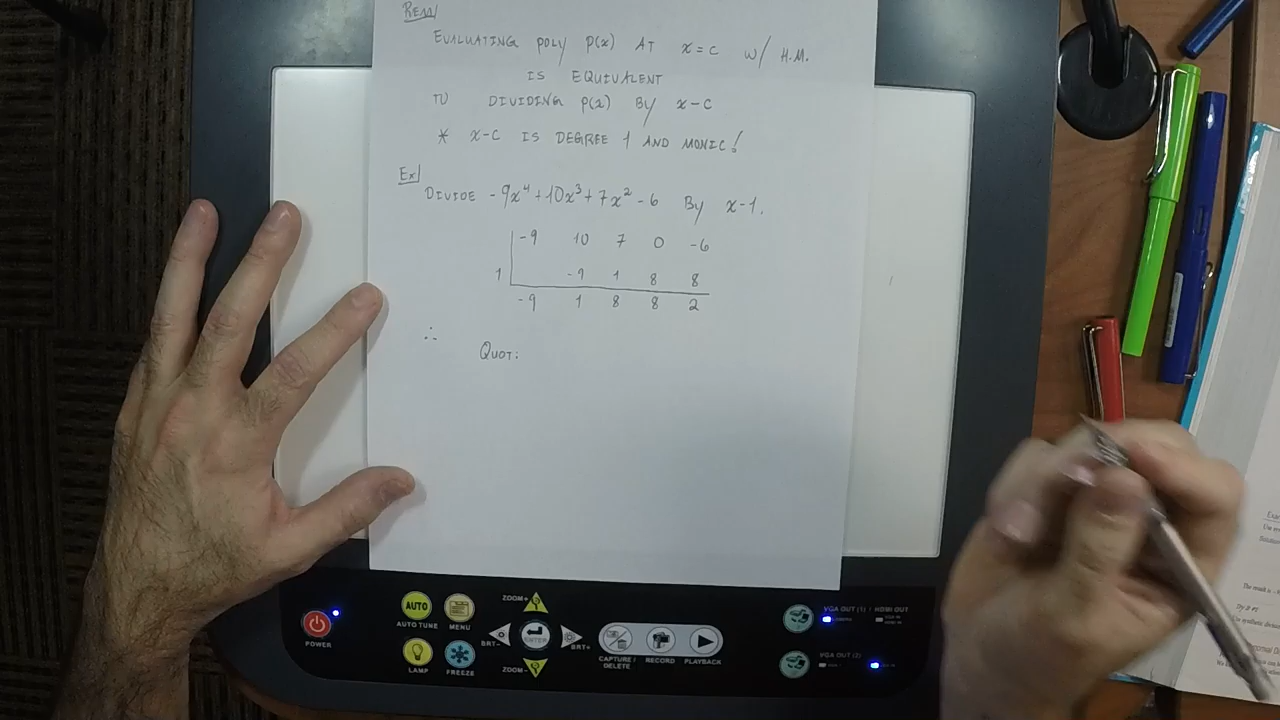 REM
EVALUATING POLY P(x) AT x=c W/ H.M.
IS EQUIVALENT
TO DIVIDING P(x) BY x-c
* x-c IS DEGREE 1 AND MONIC!
Ex
DIVIDE -9x⁴+10x³+7x²-6 By x-1.
-9 10 7 0 -6
1 -9 1 8 8
-9 1 8 8 2
∴
QUOT:
POWER
AUTO
AUTO TUNE
MENU
LAMP
FREEZE
ZOOM+
BRT-
ENTER
BRT+
ZOOM-
CAPTURE/
DELETE
RECORD
PLAYBACK
VGA OUT (1) / HDMI OUT
VGA OUT (2)